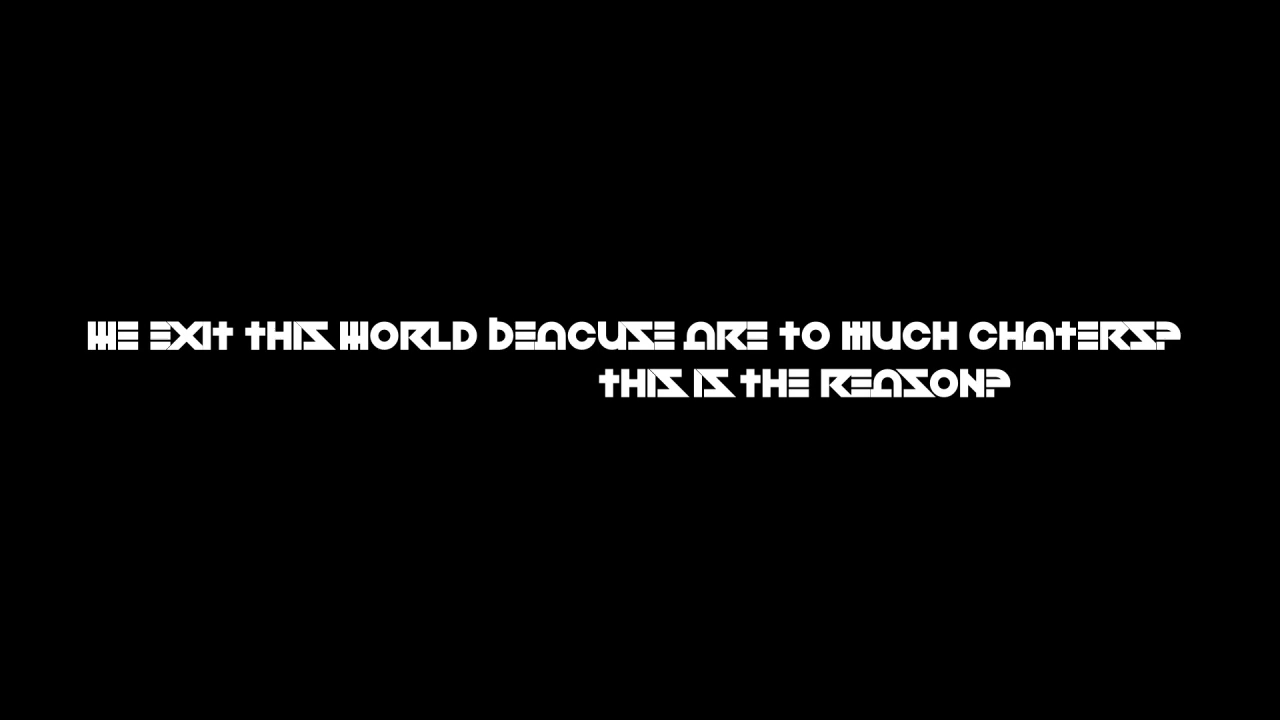 WE EXIT THIS WORLD BEACUSE ARE TO MUCH CHATERS?
THIS IS THE REASON?